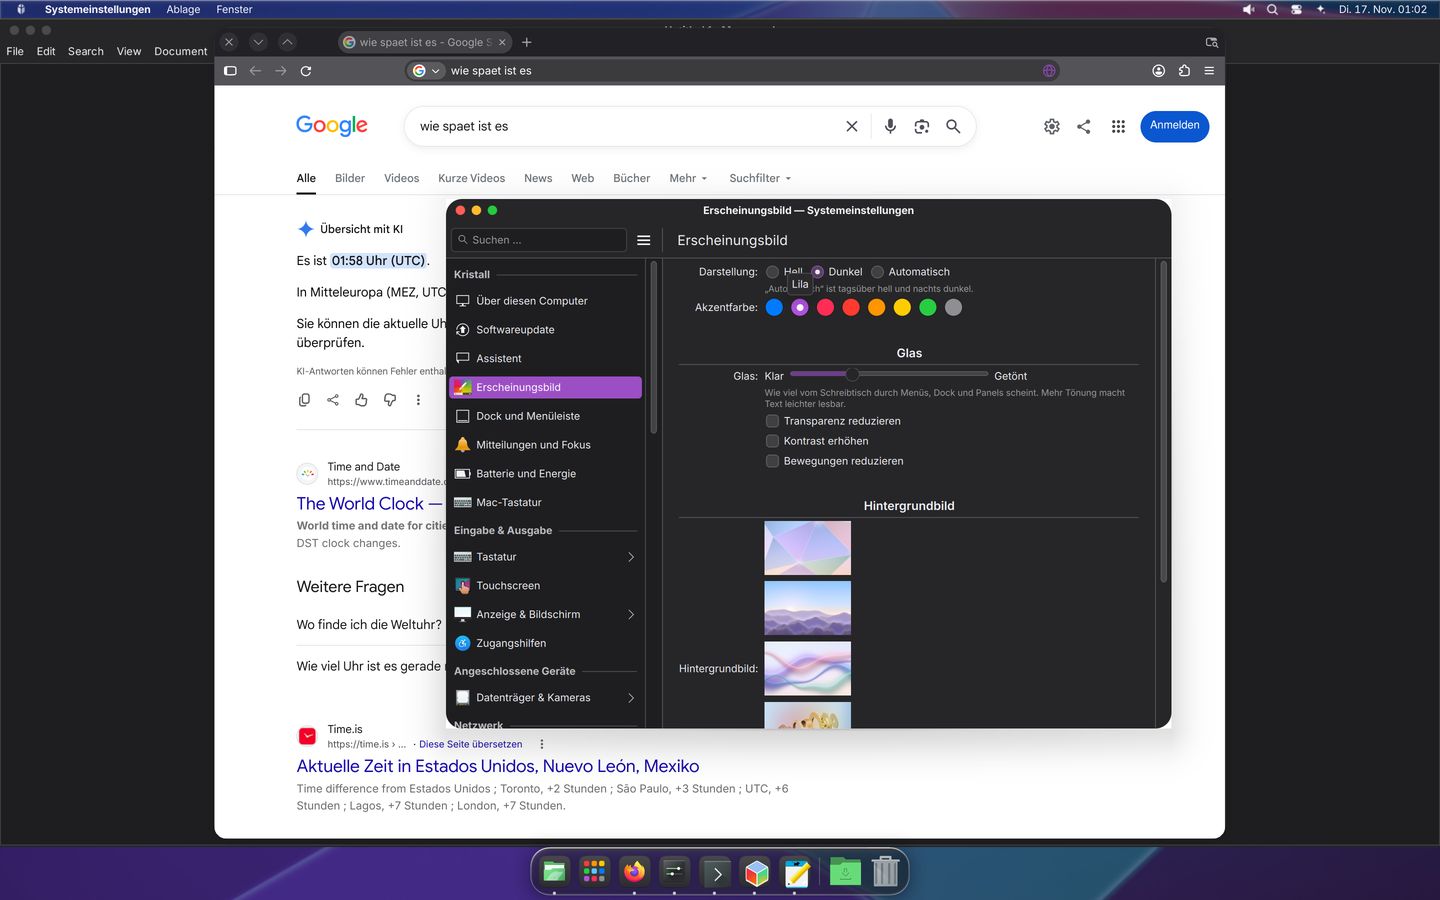 Systemeinstellungen Ablage Fenster Di. 17. Nov. 01:02
File Edit Search View Document
wie spaet ist es - Google S
wie spaet ist es
Google wie spaet ist es Anmelden
Alle Bilder Videos Kurze Videos News Web Bücher Mehr Suchfilter
Übersicht mit KI
Es ist 01:58 Uhr (UTC).
In Mitteleuropa (MEZ, UTC
Sie können die aktuelle Uh
überprüfen.
KI-Antworten können Fehler enthal
Time and Date
https://www.timeanddate.c
The World Clock —
World time and date for citie
DST clock changes.
Weitere Fragen
Wo finde ich die Weltuhr?
Wie viel Uhr ist es gerade
Time.is
https://time.is › ... · Diese Seite übersetzen
Aktuelle Zeit in Estados Unidos, Nuevo León, Mexiko
Time difference from Estados Unidos ; Toronto, +2 Stunden ; São Paulo, +3 Stunden ; UTC, +6
Stunden ; Lagos, +7 Stunden ; London, +7 Stunden.
Erscheinungsbild — Systemeinstellungen
Suchen ...
Kristall
Über diesen Computer
Softwareupdate
Assistent
Erscheinungsbild
Dock und Menüleiste
Mitteilungen und Fokus
Batterie und Energie
Mac-Tastatur
Eingabe & Ausgabe
Tastatur
Touchscreen
Anzeige & Bildschirm
Zugangshilfen
Angeschlossene Geräte
Datenträger & Kameras
Netzwerk
Erscheinungsbild
Darstellung: Hell Dunkel Automatisch
Lila
„Auto ch“ ist tagsüber hell und nachts dunkel.
Akzentfarbe:
Glas
Glas: Klar Getönt
Wie viel vom Schreibtisch durch Menüs, Dock und Panels scheint. Mehr Tönung macht
Text leichter lesbar.
Transparenz reduzieren
Kontrast erhöhen
Bewegungen reduzieren
Hintergrundbild
Hintergrundbild: